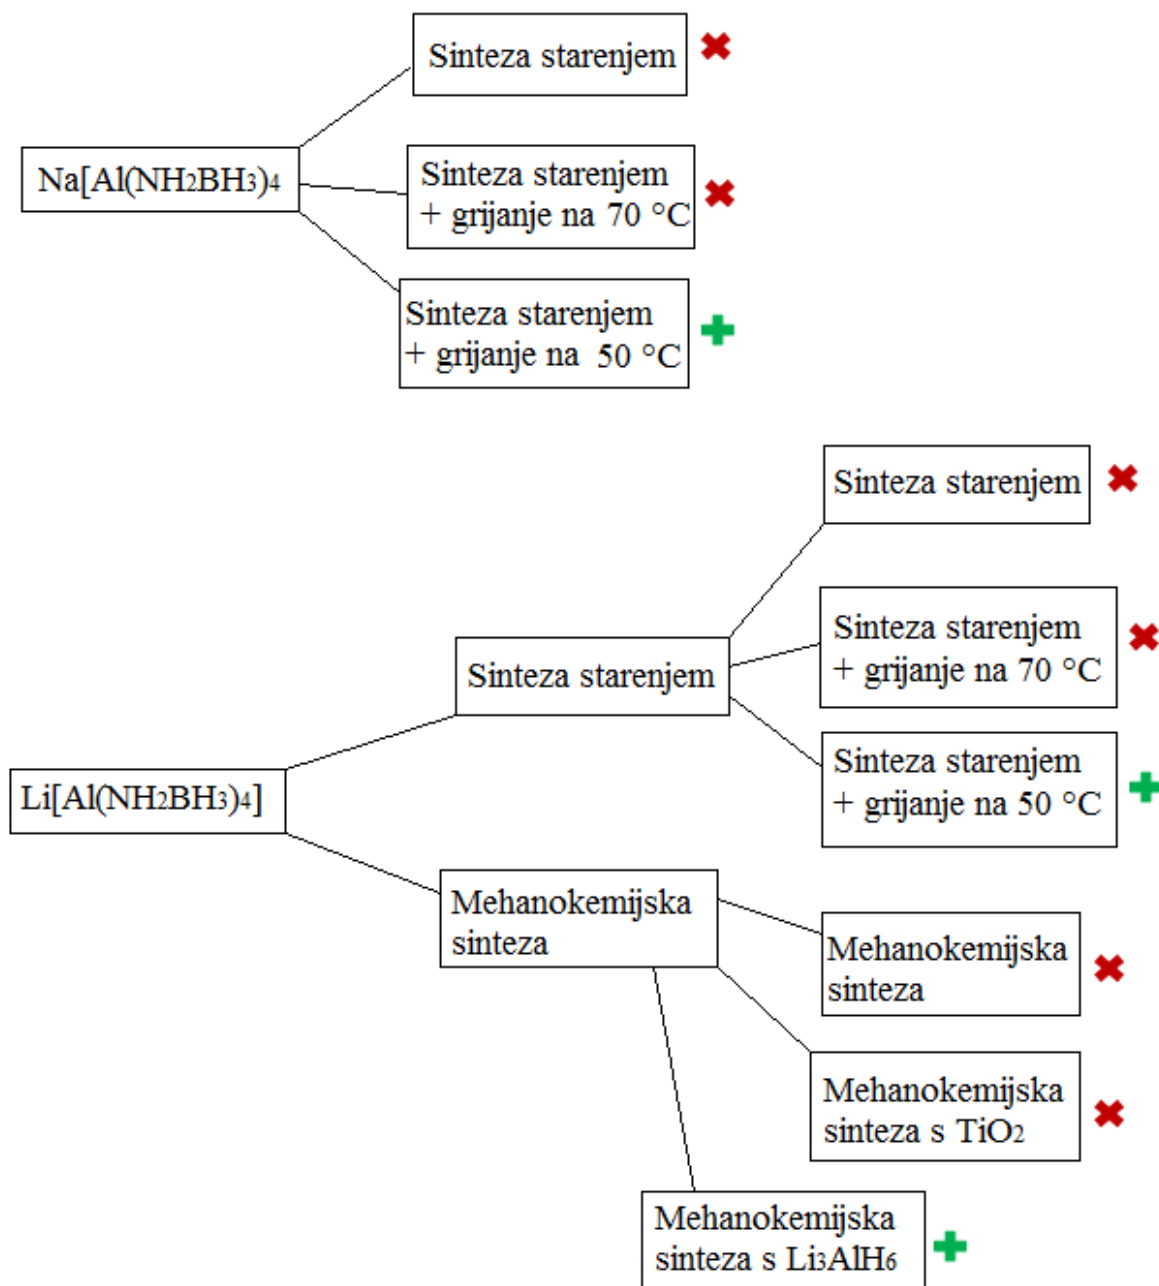 Sinteza starenjem
Na[Al(NH₂BH₃)₄
Sinteza starenjem
+ grijanje na 70 °C
Sinteza starenjem
+ grijanje na 50 °C
Sinteza starenjem
Sinteza starenjem
+ grijanje na 70 °C
Sinteza starenjem
Sinteza starenjem
+ grijanje na 50 °C
Li[Al(NH₂BH₃)₄]
Mehanokemijska
sinteza
Mehanokemijska
sinteza
Mehanokemijska
sinteza s TiO₂
Mehanokemijska
sinteza s Li₃AlH₆